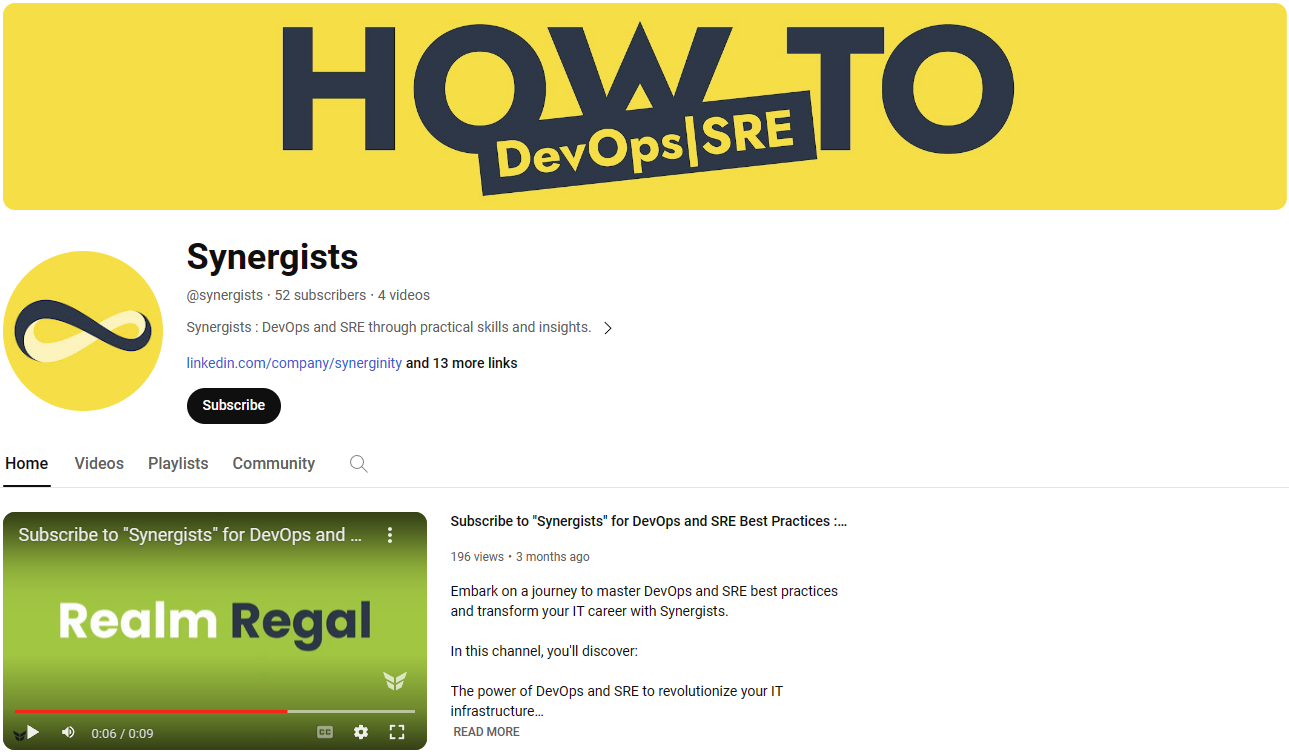 HOW TO
DevOps|SRE
Synergists
@synergists · 52 subscribers · 4 videos
Synergists : DevOps and SRE through practical skills and insights.
linkedin.com/company/synerginity and 13 more links
Subscribe
Home Videos Playlists Community
Subscribe to "Synergists" for DevOps and ...
Realm Regal
CC
0:06 / 0:09
Subscribe to "Synergists" for DevOps and SRE Best Practices :...
196 views • 3 months ago
Embark on a journey to master DevOps and SRE best practices
and transform your IT career with Synergists.
In this channel, you'll discover:
The power of DevOps and SRE to revolutionize your IT
infrastructure...
READ MORE